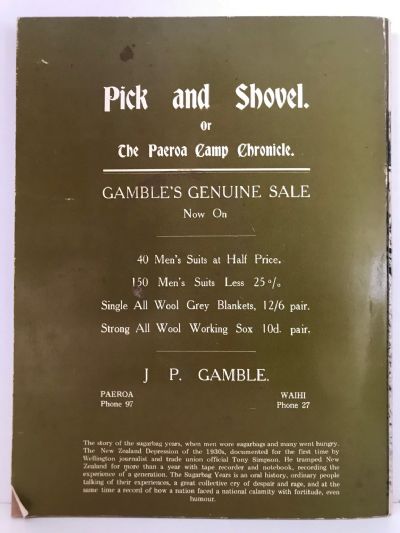 Pick and Shovel.
Or
The Paeroa Camp Chronicle.
GAMBLE'S GENUINE SALE
Now On
40 Men's Suits at Half Price.
150 Men's Suits Less 25%
Single All Wool Grey Blankets, 12/6 pair.
Strong All Wool Working Sox 10d. pair.
J P. GAMBLE.
PAEROA WAIHI
Phone 97 Phone 27
The story of the sugarbag years, when men wore sugarbags and many went hungry.
The New Zealand Depression of the 1930s, documented for the first time by
Wellington journalist and trade union official Tony Simpson. He tramped New
Zealand for more than a year with tape recorder and notebook, recording the
experience of a generation. The Sugarbag Years is an oral history, ordinary people
talking of their experiences, a great collective cry of despair and rage, and at the
same time a record of how a nation faced a national calamity with fortitude, even
humour.